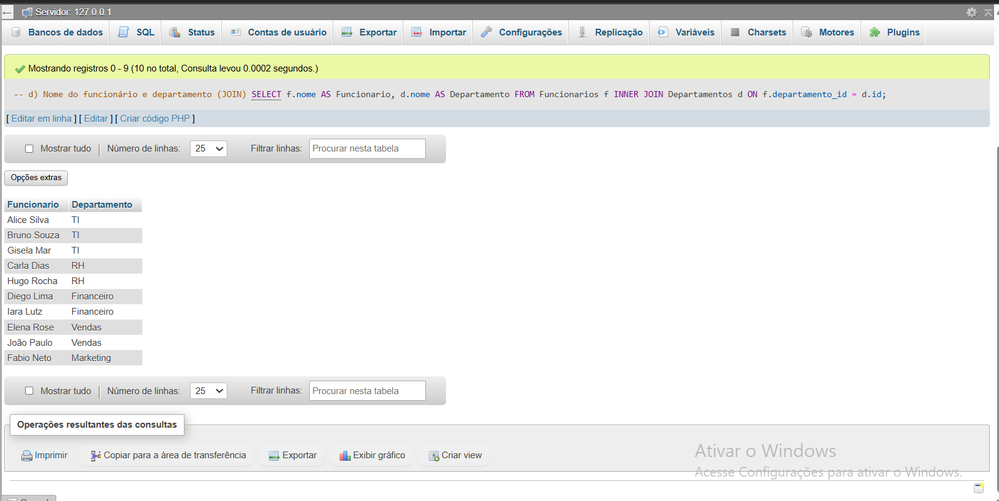 Servidor: 127.0.0.1
Bancos de dados SQL Status Contas de usuário Exportar Importar Configurações Replicação Variáveis Charsets Motores Plugins
Mostrando registros 0 - 9 (10 no total, Consulta levou 0.0002 segundos.)
-- d) Nome do funcionário e departamento (JOIN) SELECT f.nome AS Funcionario, d.nome AS Departamento FROM Funcionarios f INNER JOIN Departamentos d ON f.departamento_id = d.id;
[ Editar em linha ] [ Editar ] [ Criar código PHP ]
Mostrar tudo | Número de linhas: 25 Filtrar linhas: Procurar nesta tabela
Opções extras
Funcionario Departamento
Alice Silva TI
Bruno Souza TI
Gisela Mar TI
Carla Dias RH
Hugo Rocha RH
Diego Lima Financeiro
Iara Lutz Financeiro
Elena Rose Vendas
João Paulo Vendas
Fabio Neto Marketing
Mostrar tudo | Número de linhas: 25 Filtrar linhas: Procurar nesta tabela
Operações resultantes das consultas
Imprimir Copiar para a área de transferência Exportar Exibir gráfico Criar view
Ativar o Windows
Acesse Configurações para ativar o Windows.